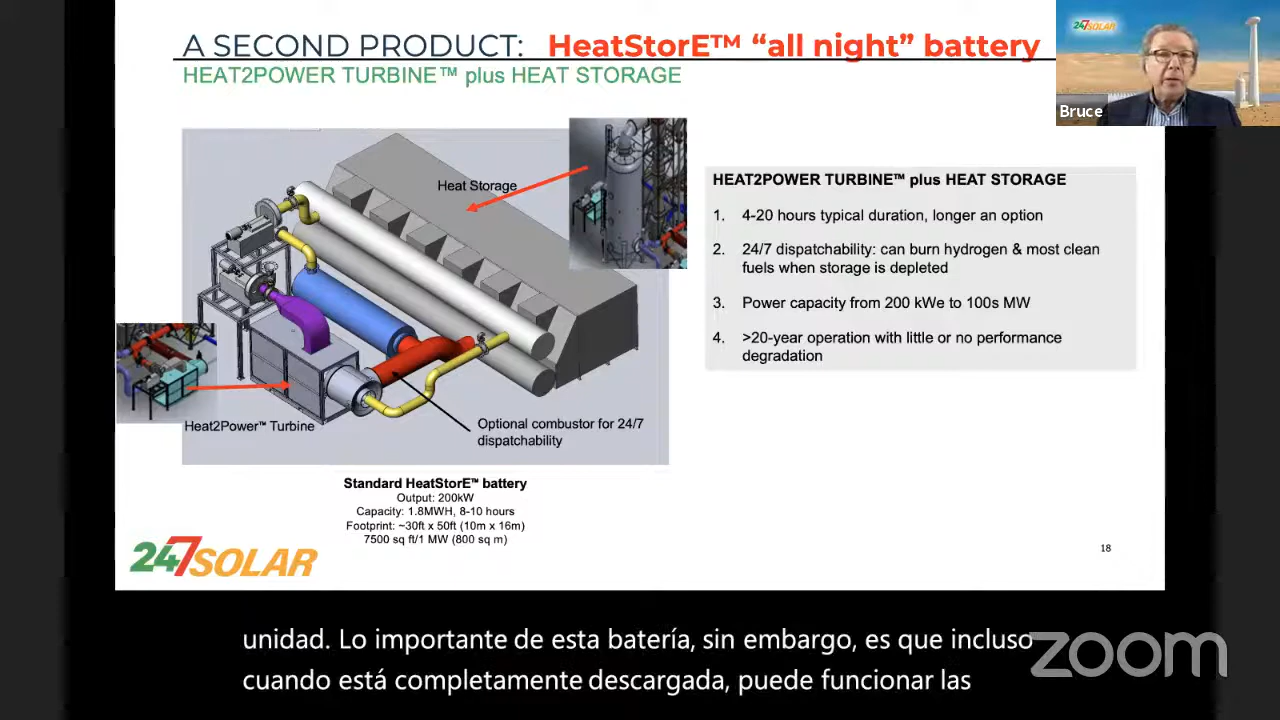 A SECOND PRODUCT: HeatStorE™ “all night” battery
HEAT2POWER TURBINE™ plus HEAT STORAGE
247SOLAR
Bruce
Heat Storage
Heat2Power™ Turbine
Optional combustor for 24/7
dispatchability
Standard HeatStorE™ battery
Output: 200kW
Capacity: 1.8MWH, 8-10 hours
Footprint: ~30ft x 50ft (10m x 16m)
7500 sq ft/1 MW (800 sq m)
HEAT2POWER TURBINE™ plus HEAT STORAGE
1. 4-20 hours typical duration, longer an option
2. 24/7 dispatchability: can burn hydrogen & most clean
fuels when storage is depleted
3. Power capacity from 200 kWe to 100s MW
4. >20-year operation with little or no performance
degradation
247SOLAR
18
unidad. Lo importante de esta batería, sin embargo, es que incluso
cuando está completamente descargada, puede funcionar las
zoom